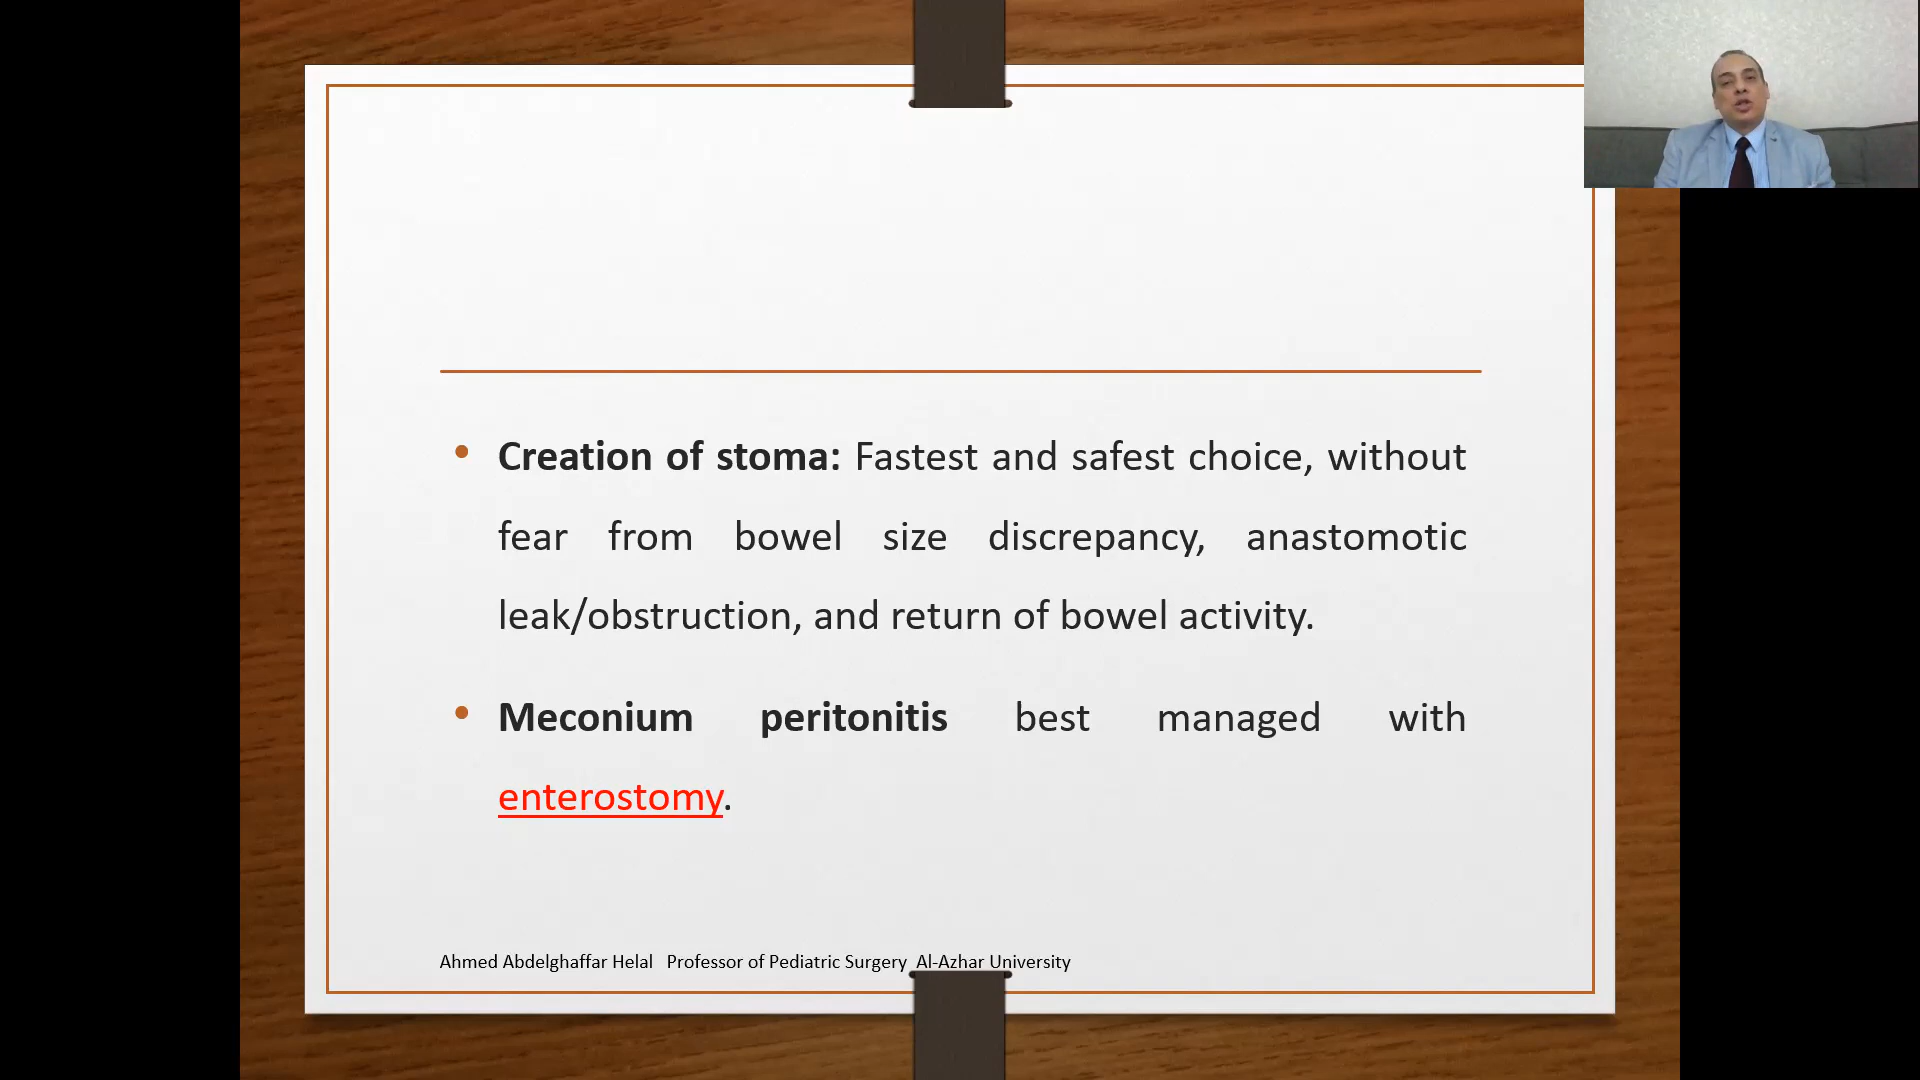 Creation of stoma: Fastest and safest choice, without
fear from bowel size discrepancy, anastomotic
leak/obstruction, and return of bowel activity.
Meconium peritonitis best managed with
enterostomy.
Ahmed Abdelghaffar Helal Professor of Pediatric Surgery Al-Azhar University